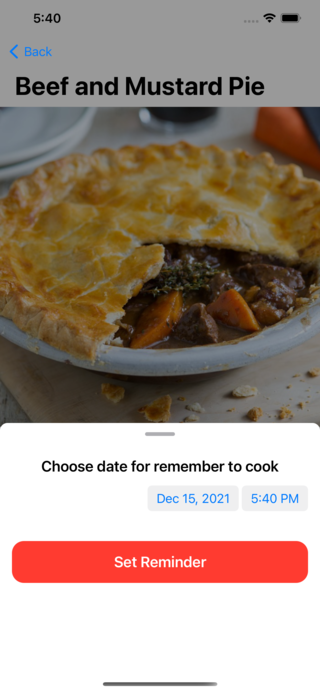 5:40
Back
Beef and Mustard Pie
Choose date for remember to cook
Dec 15, 2021 5:40 PM
Set Reminder